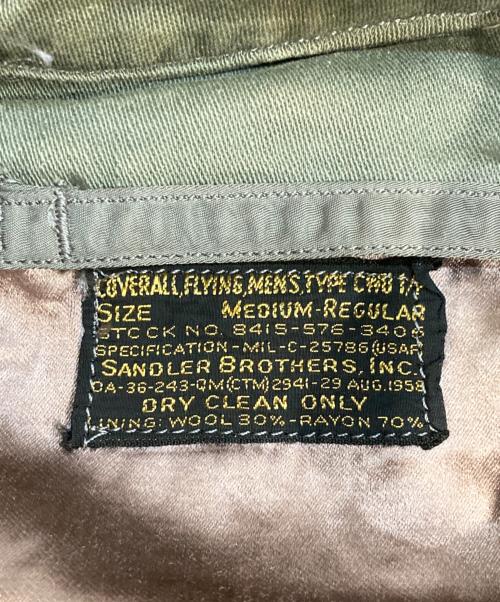 COVERALL, FLYING, MEN'S, TYPE CWU 1/P
SIZE MEDIUM-REGULAR
STOCK NO. 8415-576-3406
SPECIFICATION-MIL-C-25786 (USAF)
SANDLER BROTHERS, INC.
DA-36-243-QM(CTM) 2941-29 AUG. 1958
DRY CLEAN ONLY
LINING: WOOL 30%-RAYON 70%